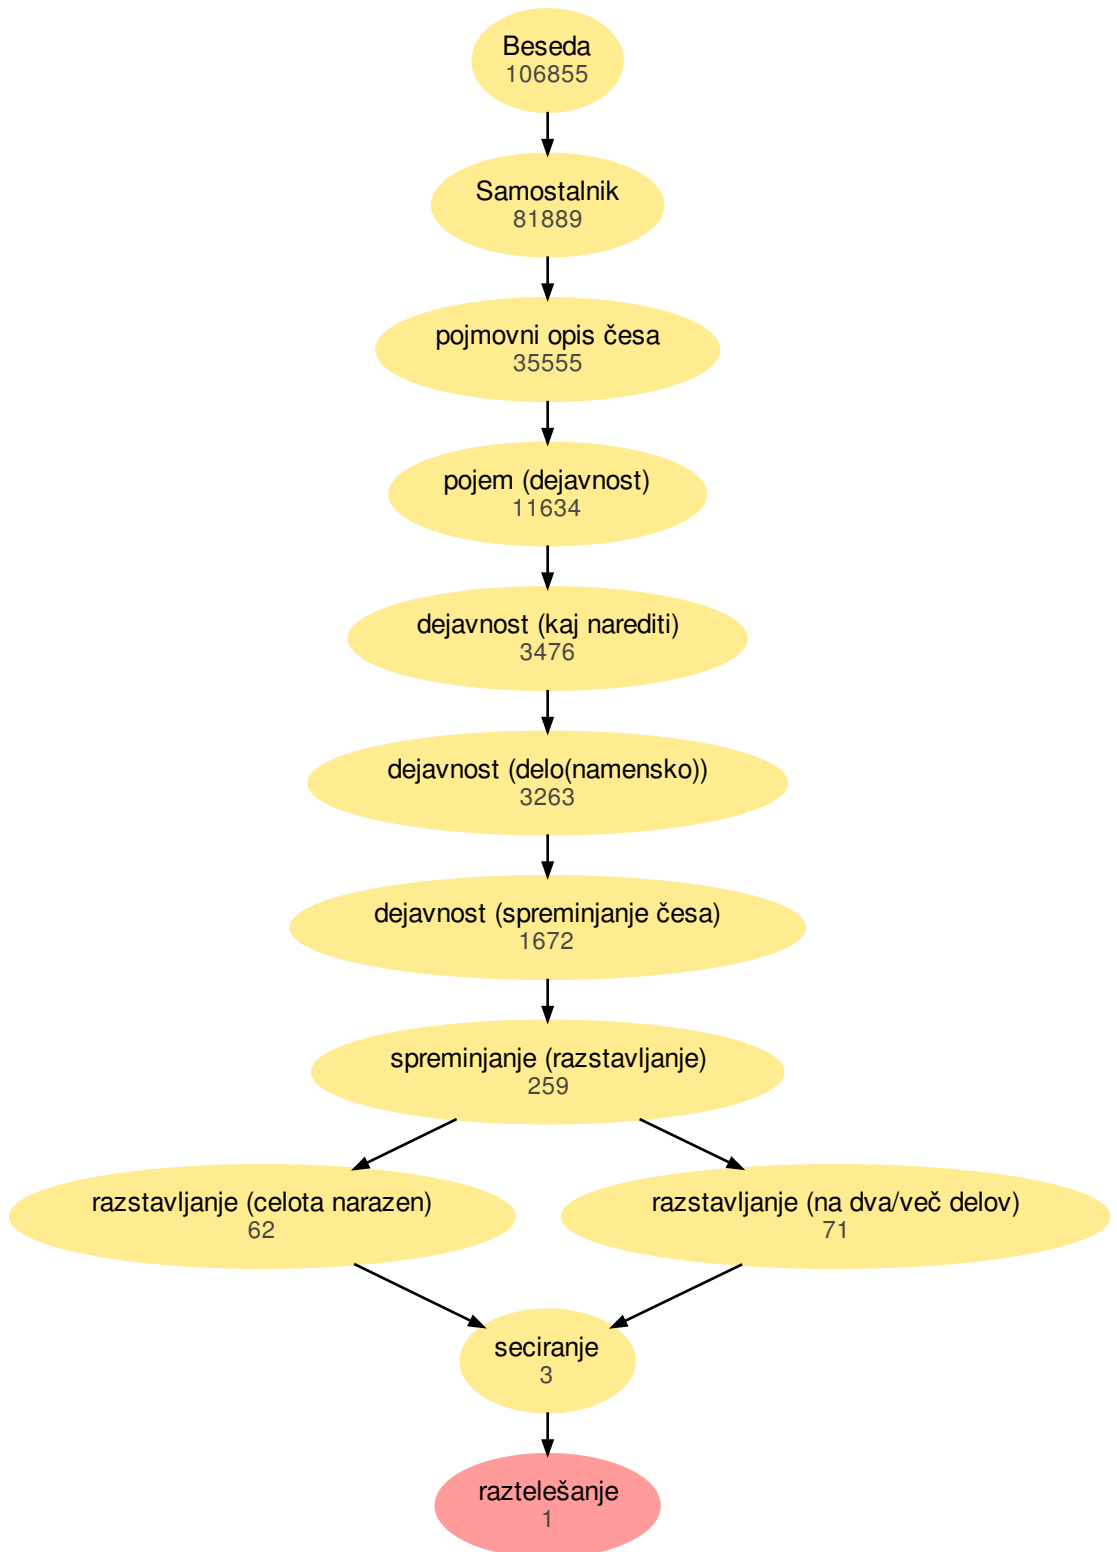 Beseda
106855
Samostalnik
81889
pojmovni opis česa
35555
pojem (dejavnost)
11634
dejavnost (kaj narediti)
3476
dejavnost (delo(namensko))
3263
dejavnost (spreminjanje česa)
1672
spreminjanje (razstavljanje)
259
razstavljanje (celota narazen)
62
razstavljanje (na dva/več delov)
71
seciranje
3
raztelešanje
1